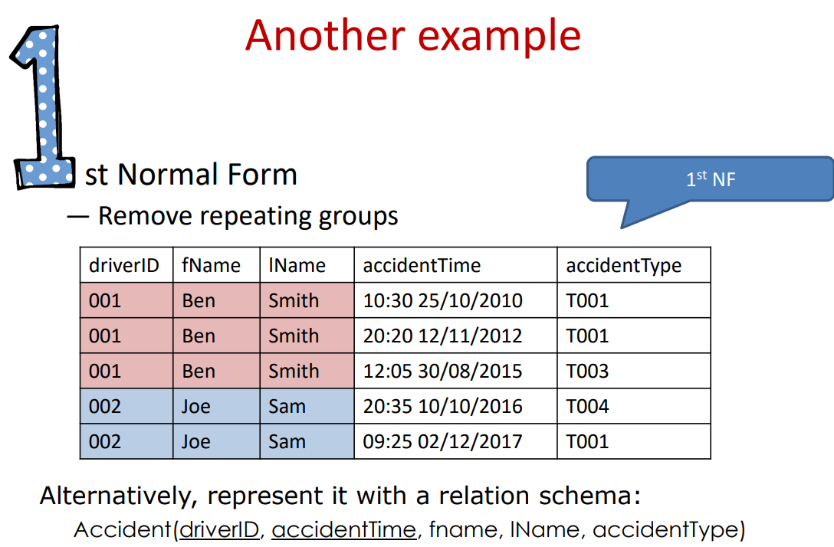 Another example
1st Normal Form
— Remove repeating groups
1st NF
driverID fName lName accidentTime accidentType
001 Ben Smith 10:30 25/10/2010 T001
001 Ben Smith 20:20 12/11/2012 T001
001 Ben Smith 12:05 30/08/2015 T003
002 Joe Sam 20:35 10/10/2016 T004
002 Joe Sam 09:25 02/12/2017 T001
Alternatively, represent it with a relation schema:
Accident(driverID, accidentTime, fname, lName, accidentType)